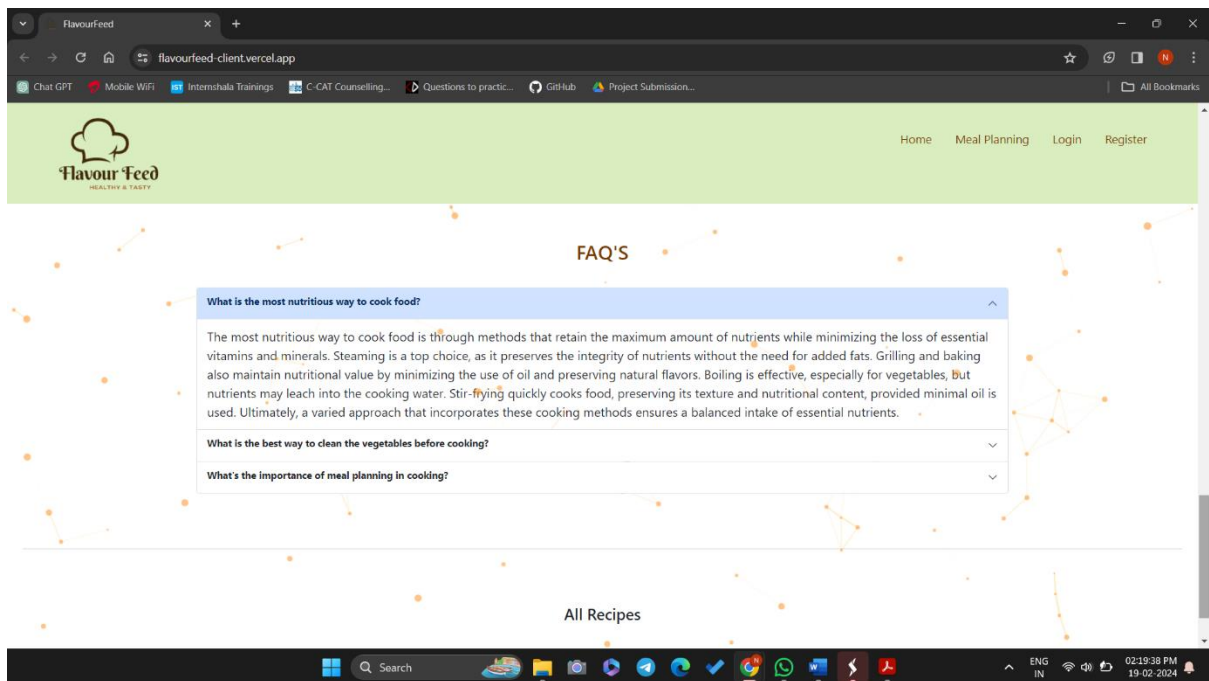 FlavourFeed
flavourfeed-client.vercel.app
N
Chat GPT Mobile WiFi IST Internshala Trainings C-CAT Counselling... Questions to practic... GitHub Project Submission... All Bookmarks
Flavour Feed
HEALTHY & TASTY
Home Meal Planning Login Register
FAQ'S
What is the most nutritious way to cook food?
The most nutritious way to cook food is through methods that retain the maximum amount of nutrients while minimizing the loss of essential
vitamins and minerals. Steaming is a top choice, as it preserves the integrity of nutrients without the need for added fats. Grilling and baking
also maintain nutritional value by minimizing the use of oil and preserving natural flavors. Boiling is effective, especially for vegetables, but
nutrients may leach into the cooking water. Stir-frying quickly cooks food, preserving its texture and nutritional content, provided minimal oil is
used. Ultimately, a varied approach that incorporates these cooking methods ensures a balanced intake of essential nutrients.
What is the best way to clean the vegetables before cooking?
What's the importance of meal planning in cooking?
All Recipes
Search
ENG
IN
02:19:38 PM
19-02-2024